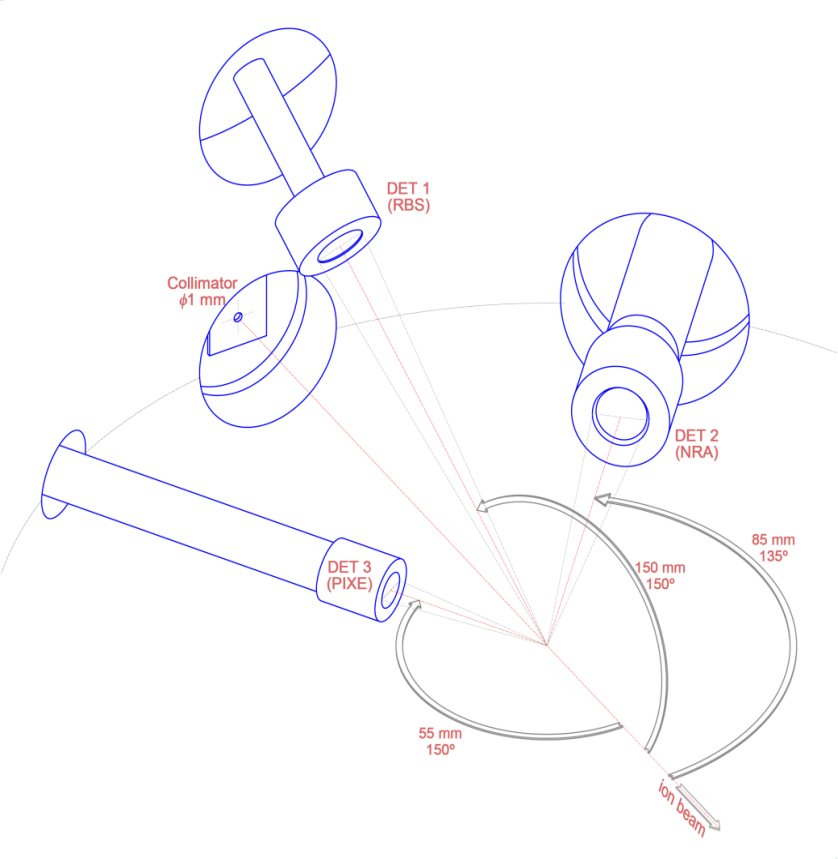 DET 1
(RBS)
Collimator
ϕ1 mm
DET 2
(NRA)
DET 3
(PIXE)
85 mm
135º
150 mm
150º
55 mm
150º
ion beam